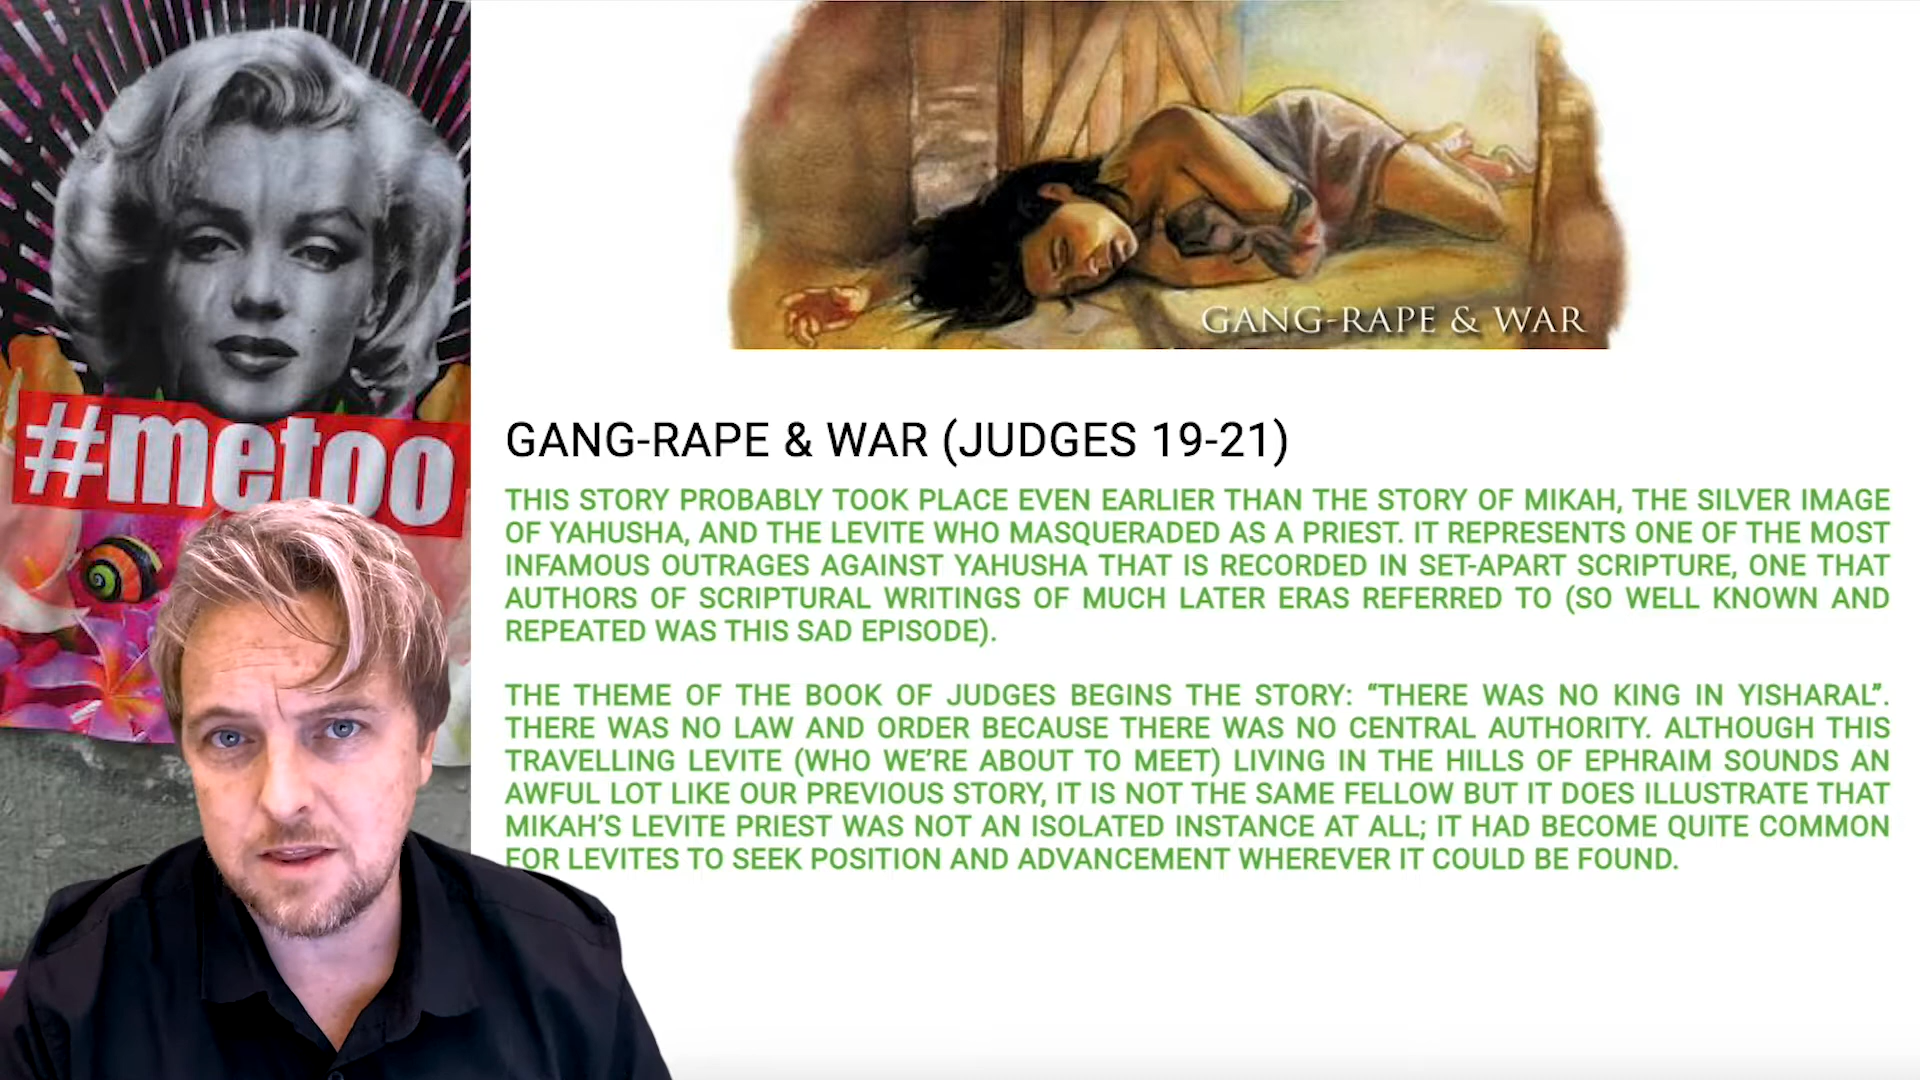 #metoo
GANG-RAPE & WAR
GANG-RAPE & WAR (JUDGES 19-21)
THIS STORY PROBABLY TOOK PLACE EVEN EARLIER THAN THE STORY OF MIKAH, THE SILVER IMAGE
OF YAHUSHA, AND THE LEVITE WHO MASQUERADED AS A PRIEST. IT REPRESENTS ONE OF THE MOST
INFAMOUS OUTRAGES AGAINST YAHUSHA THAT IS RECORDED IN SET-APART SCRIPTURE, ONE THAT
AUTHORS OF SCRIPTURAL WRITINGS OF MUCH LATER ERAS REFERRED TO (SO WELL KNOWN AND
REPEATED WAS THIS SAD EPISODE).
THE THEME OF THE BOOK OF JUDGES BEGINS THE STORY: “THERE WAS NO KING IN YISHARAL”.
THERE WAS NO LAW AND ORDER BECAUSE THERE WAS NO CENTRAL AUTHORITY. ALTHOUGH THIS
TRAVELLING LEVITE (WHO WE’RE ABOUT TO MEET) LIVING IN THE HILLS OF EPHRAIM SOUNDS AN
AWFUL LOT LIKE OUR PREVIOUS STORY, IT IS NOT THE SAME FELLOW BUT IT DOES ILLUSTRATE THAT
MIKAH’S LEVITE PRIEST WAS NOT AN ISOLATED INSTANCE AT ALL; IT HAD BECOME QUITE COMMON
FOR LEVITES TO SEEK POSITION AND ADVANCEMENT WHEREVER IT COULD BE FOUND.